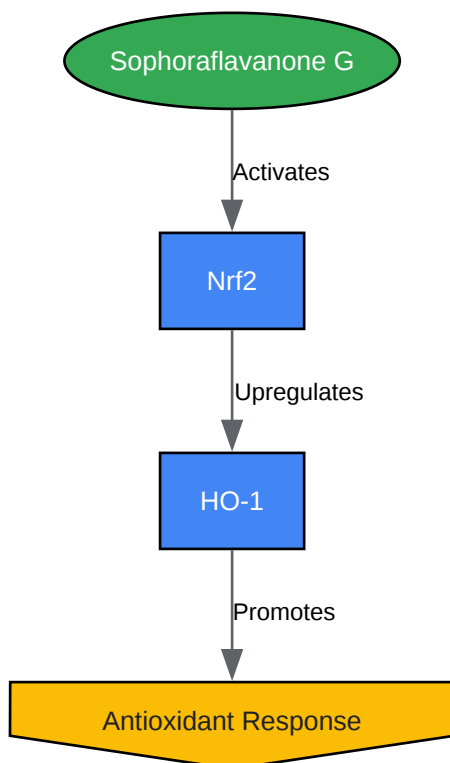 Sophoraflavanone G
Activates
Nrf2
Upregulates
HO-1
Promotes
Antioxidant Response